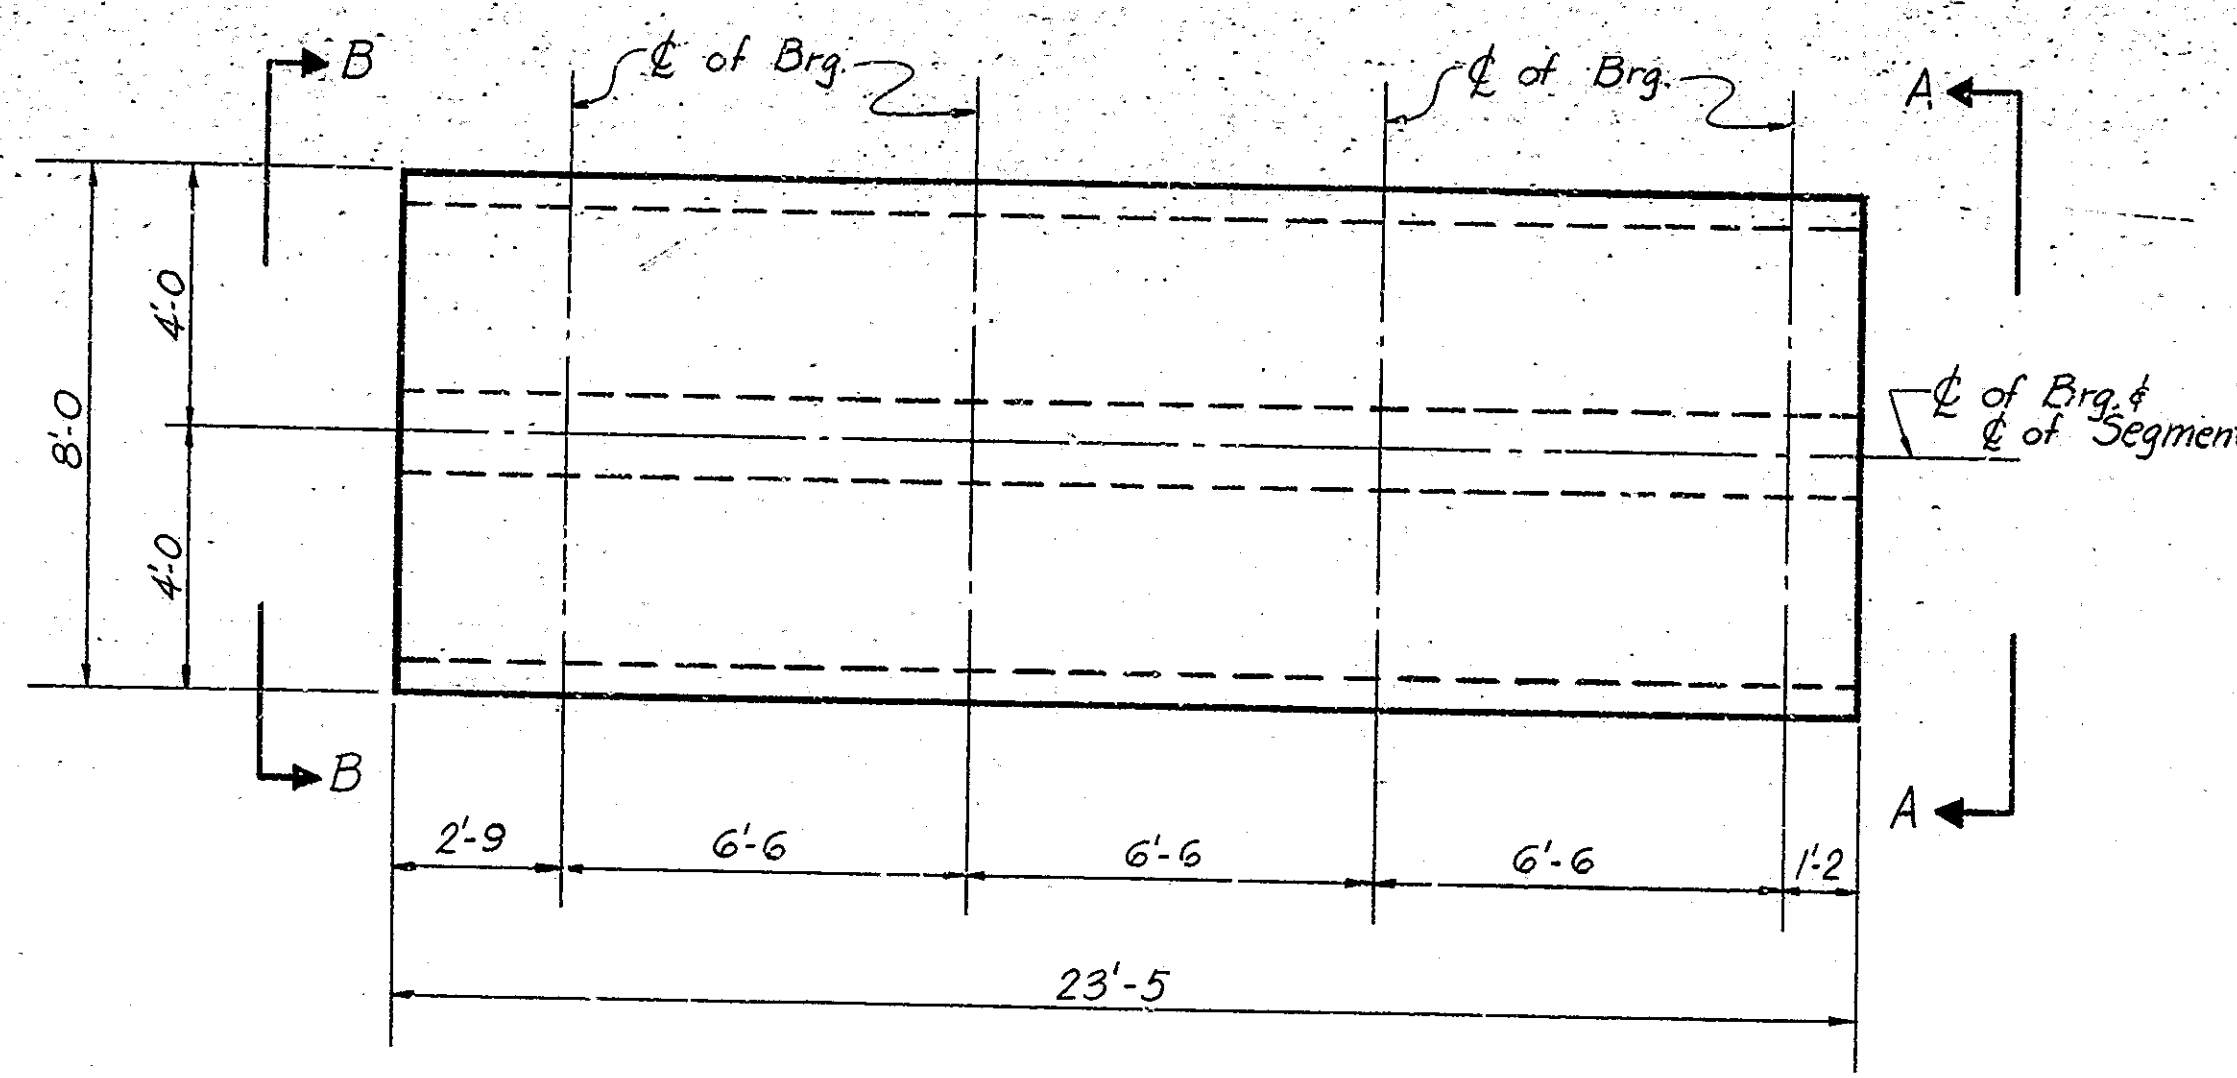 B
℄ of Brg.
℄ of Brg.
A
4'-0
8'-0
4'-0
℄ of Brg. &
℄ of Segment
B
A
2'-9
6'-6
6'-6
6'-6
1'-2
23'-5